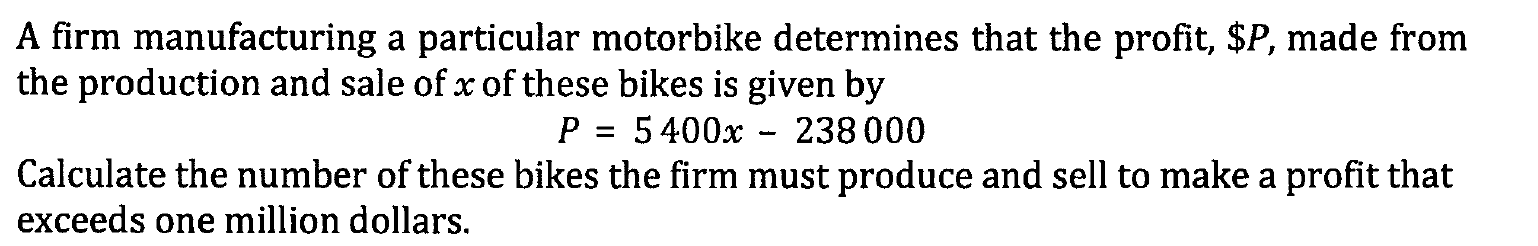 A firm manufacturing a particular motorbike determines that the profit, $P, made from
the production and sale of x of these bikes is given by
P = 5 400x − 238 000
Calculate the number of these bikes the firm must produce and sell to make a profit that
exceeds one million dollars.